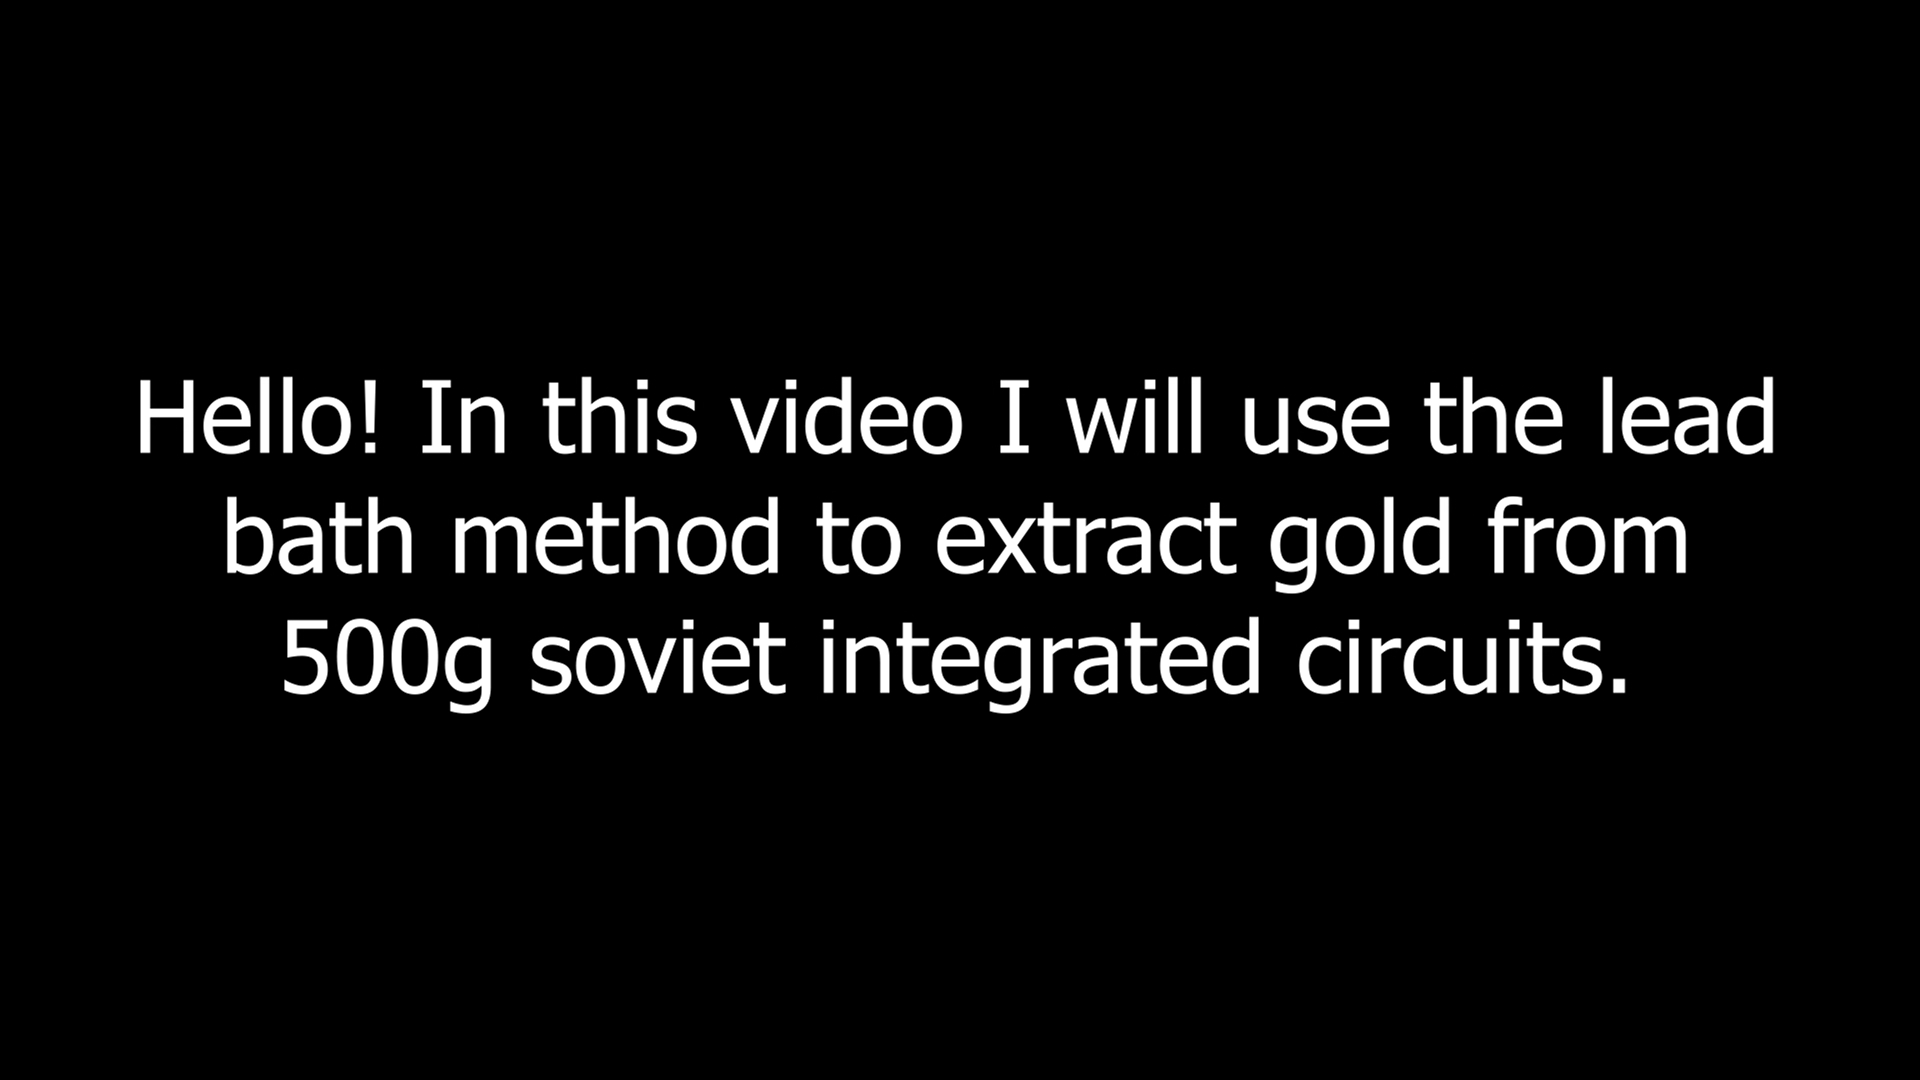 Hello! In this video I will use the lead
bath method to extract gold from
500g soviet integrated circuits.